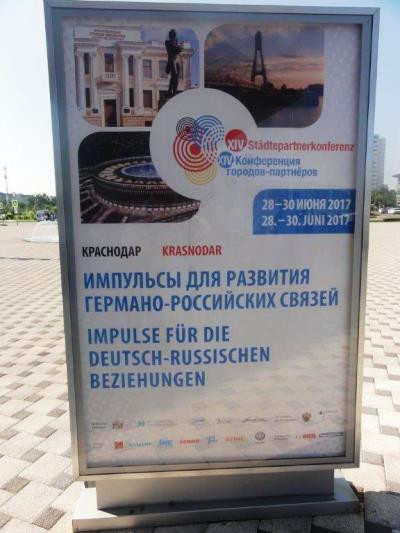 XIV Städtepartnerkonferenz
XIV Конференция
городов-партнёров
28–30 ИЮНЯ 2017
28. – 30. JUNI 2017
КРАСНОДАР KRASNODAR
ИМПУЛЬСЫ ДЛЯ РАЗВИТИЯ
ГЕРМАНО-РОССИЙСКИХ СВЯЗЕЙ
IMPULSE FÜR DIE
DEUTSCH-RUSSISCHEN
BEZIEHUNGEN